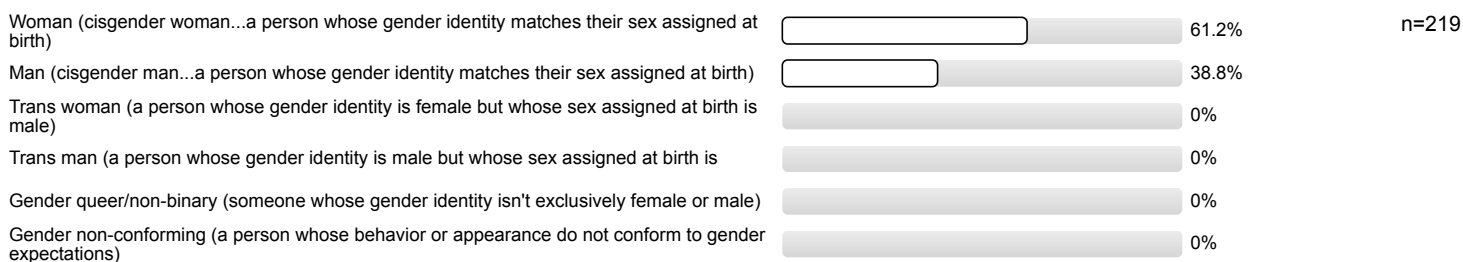 Woman (cisgender woman...a person whose gender identity matches their sex assigned at
birth)
61.2%
n=219
Man (cisgender man...a person whose gender identity matches their sex assigned at birth)
38.8%
Trans woman (a person whose gender identity is female but whose sex assigned at birth is
male)
0%
Trans man (a person whose gender identity is male but whose sex assigned at birth is
0%
Gender queer/non-binary (someone whose gender identity isn't exclusively female or male)
0%
Gender non-conforming (a person whose behavior or appearance do not conform to gender
expectations)
0%